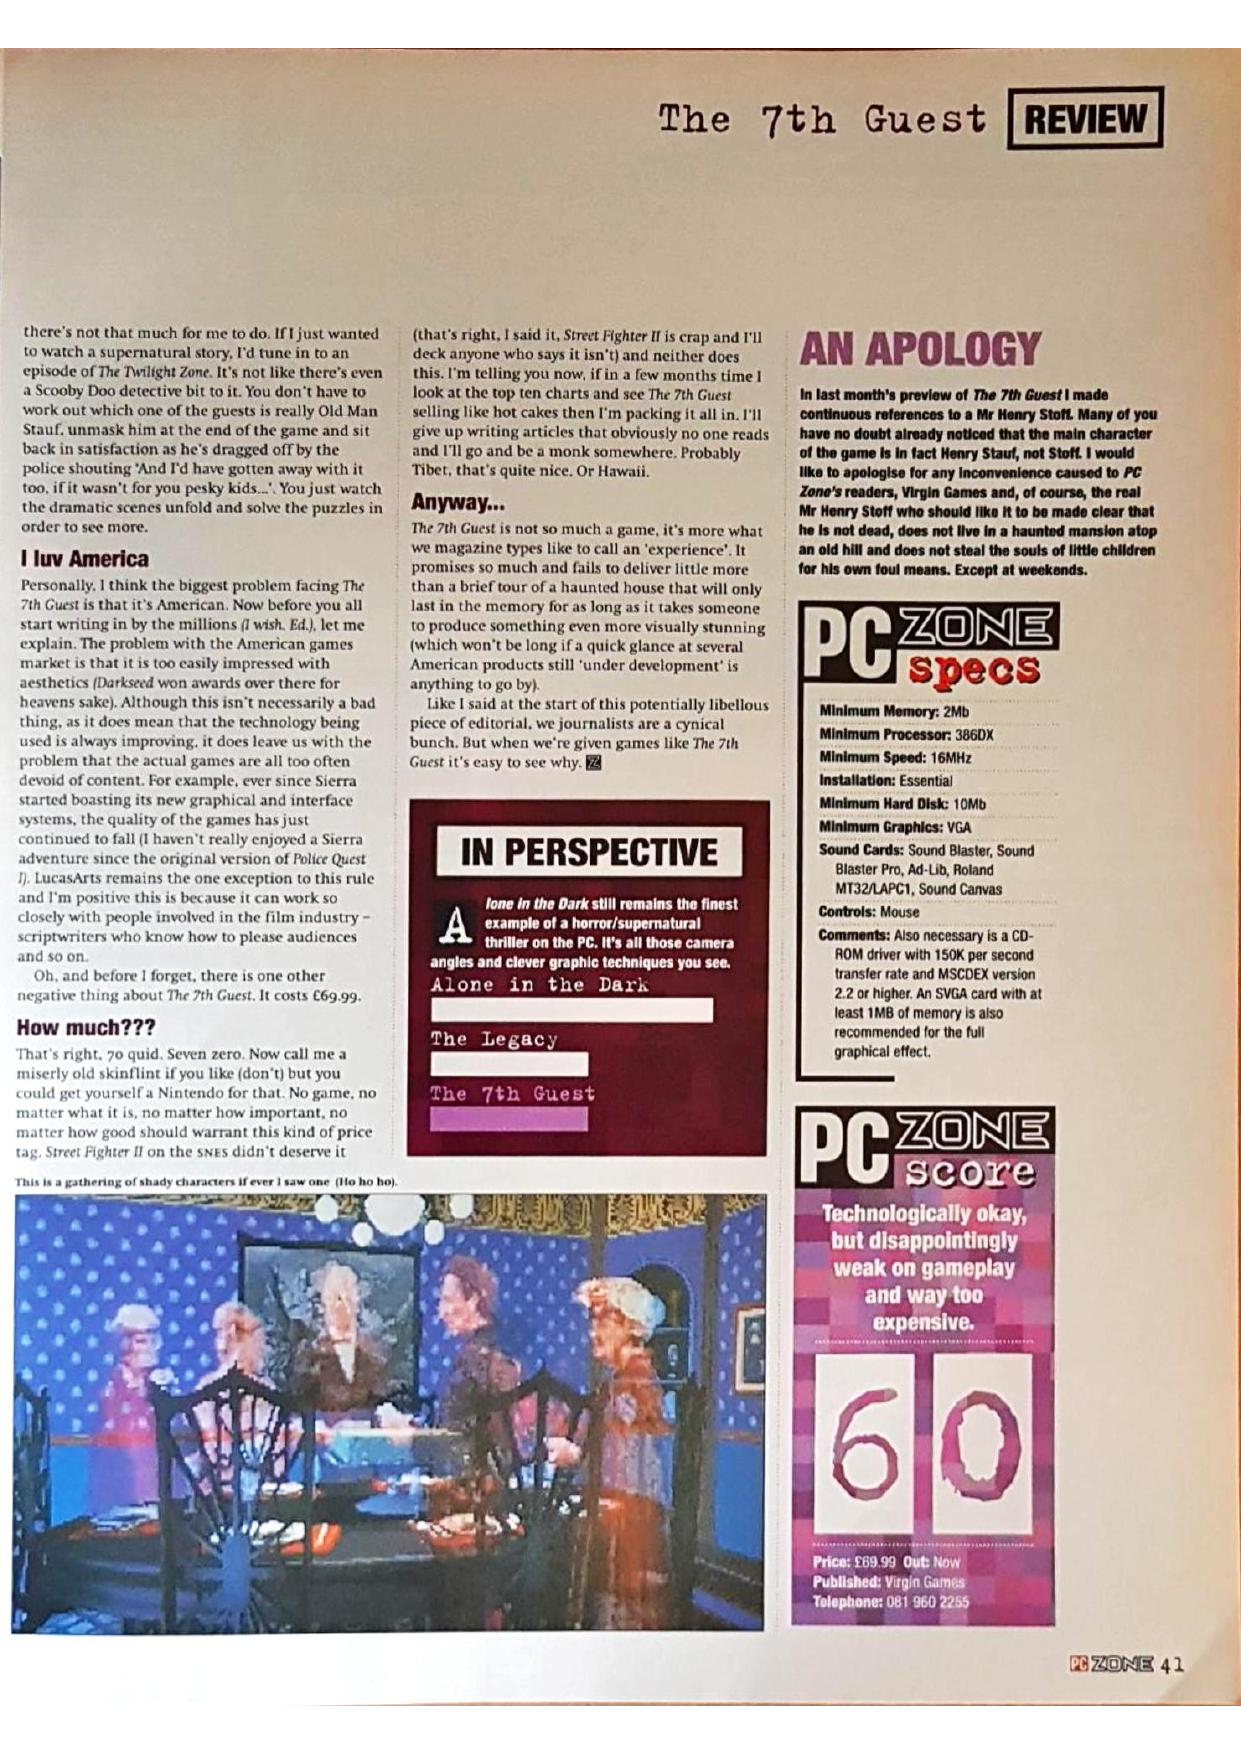 The 7th Guest REVIEW
there's not that much for me to do. If I just wanted
to watch a supernatural story, I'd tune in to an
episode of The Twilight Zone. It's not like there's even
a Scooby Doo detective bit to it. You don't have to
work out which one of the guests is really Old Man
Stauf, unmask him at the end of the game and sit
back in satisfaction as he's dragged off by the
police shouting 'And I'd have gotten away with it
too, if it wasn't for you pesky kids...'. You just watch
the dramatic scenes unfold and solve the puzzles in
order to see more.
I luv America
Personally, I think the biggest problem facing The
7th Guest is that it's American. Now before you all
start writing in by the millions (I wish. Ed.), let me
explain. The problem with the American games
market is that it is too easily impressed with
aesthetics (Darkseed won awards over there for
heavens sake). Although this isn't necessarily a bad
thing, as it does mean that the technology being
used is always improving, it does leave us with the
problem that the actual games are all too often
devoid of content. For example, ever since Sierra
started boasting its new graphical and interface
systems, the quality of the games has just
continued to fall (I haven't really enjoyed a Sierra
adventure since the original version of Police Quest
I). LucasArts remains the one exception to this rule
and I'm positive this is because it can work so
closely with people involved in the film industry –
scriptwriters who know how to please audiences
and so on.
Oh, and before I forget, there is one other
negative thing about The 7th Guest. It costs £69.99.
How much???
That's right, 70 quid. Seven zero. Now call me a
miserly old skinflint if you like (don't) but you
could get yourself a Nintendo for that. No game, no
matter what it is, no matter how important, no
matter how good should warrant this kind of price
tag. Street Fighter II on the SNES didn't deserve it
(that's right, I said it, Street Fighter II is crap and I'll
deck anyone who says it isn't) and neither does
this. I'm telling you now, if in a few months time I
look at the top ten charts and see The 7th Guest
selling like hot cakes then I'm packing it all in. I'll
give up writing articles that obviously no one reads
and I'll go and be a monk somewhere. Probably
Tibet, that's quite nice. Or Hawaii.
Anyway...
The 7th Guest is not so much a game, it's more what
we magazine types like to call an 'experience'. It
promises so much and fails to deliver little more
than a brief tour of a haunted house that will only
last in the memory for as long as it takes someone
to produce something even more visually stunning
(which won't be long if a quick glance at several
American products still 'under development' is
anything to go by).
Like I said at the start of this potentially libellous
piece of editorial, we journalists are a cynical
bunch. But when we're given games like The 7th
Guest it's easy to see why. Z
IN PERSPECTIVE
Alone in the Dark still remains the finest
example of a horror/supernatural
thriller on the PC. It's all those camera
angles and clever graphic techniques you see.
Alone in the Dark
The Legacy
The 7th Guest
This is a gathering of shady characters if ever I saw one (Ho ho ho).
AN APOLOGY
In last month's preview of The 7th Guest I made
continuous references to a Mr Henry Stoff. Many of you
have no doubt already noticed that the main character
of the game is in fact Henry Stauf, not Stoff. I would
like to apologise for any inconvenience caused to PC
Zone's readers, Virgin Games and, of course, the real
Mr Henry Stoff who should like it to be made clear that
he is not dead, does not live in a haunted mansion atop
an old hill and does not steal the souls of little children
for his own foul means. Except at weekends.
PC ZONE
specs
Minimum Memory: 2Mb
Minimum Processor: 386DX
Minimum Speed: 16MHz
Installation: Essential
Minimum Hard Disk: 10Mb
Minimum Graphics: VGA
Sound Cards: Sound Blaster, Sound
Blaster Pro, Ad-Lib, Roland
MT32/LAPC1, Sound Canvas
Controls: Mouse
Comments: Also necessary is a CD-
ROM driver with 150K per second
transfer rate and MSCDEX version
2.2 or higher. An SVGA card with at
least 1MB of memory is also
recommended for the full
graphical effect.
PC ZONE
score
Technologically okay,
but disappointingly
weak on gameplay
and way too
expensive.
60
Price: £69.99 Out: Now
Published: Virgin Games
Telephone: 081 960 2255
PC ZONE 41